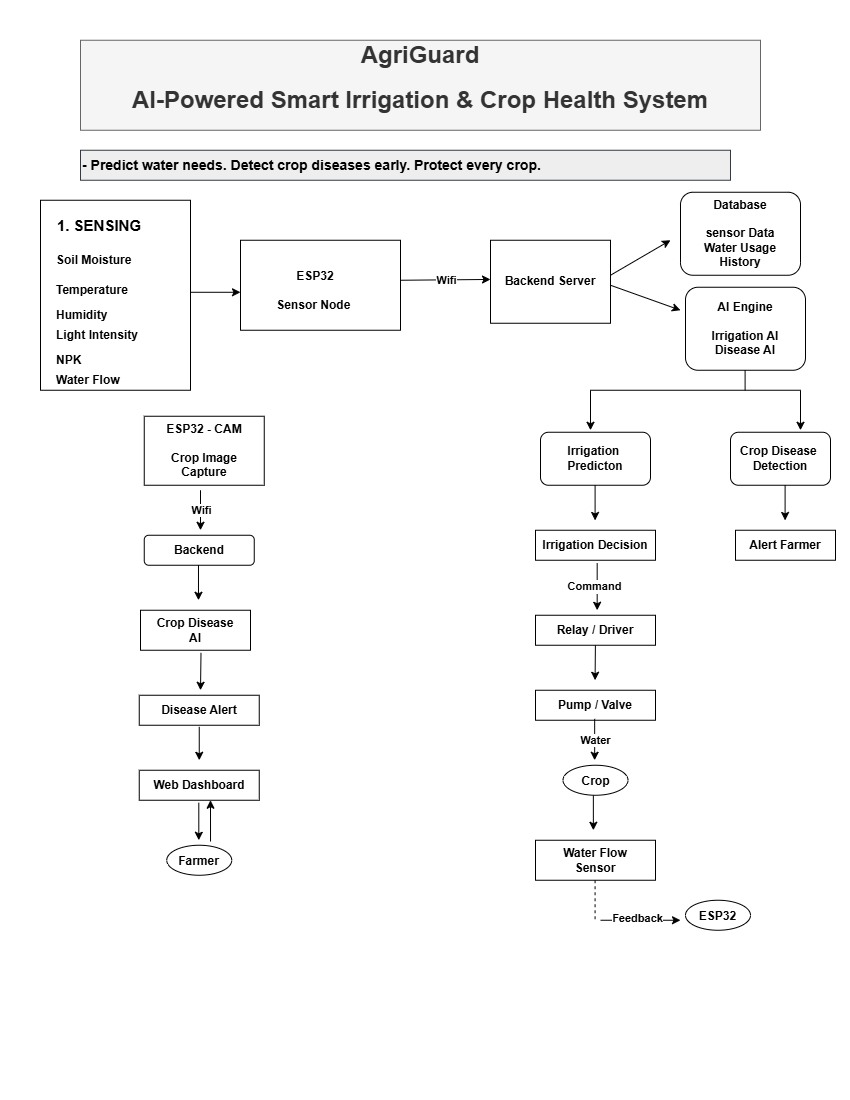 AgriGuard
AI-Powered Smart Irrigation & Crop Health System
- Predict water needs. Detect crop diseases early. Protect every crop.
1. SENSING
Soil Moisture
Temperature
Humidity
Light Intensity
NPK
Water Flow
ESP32
Sensor Node
Wifi
Backend Server
Database
sensor Data
Water Usage
History
AI Engine
Irrigation AI
Disease AI
ESP32 - CAM
Crop Image
Capture
Wifi
Backend
Crop Disease
AI
Disease Alert
Web Dashboard
Farmer
Irrigation
Predicton
Irrigation Decision
Command
Relay / Driver
Pump / Valve
Water
Crop
Water Flow
Sensor
Feedback
ESP32
Crop Disease
Detection
Alert Farmer